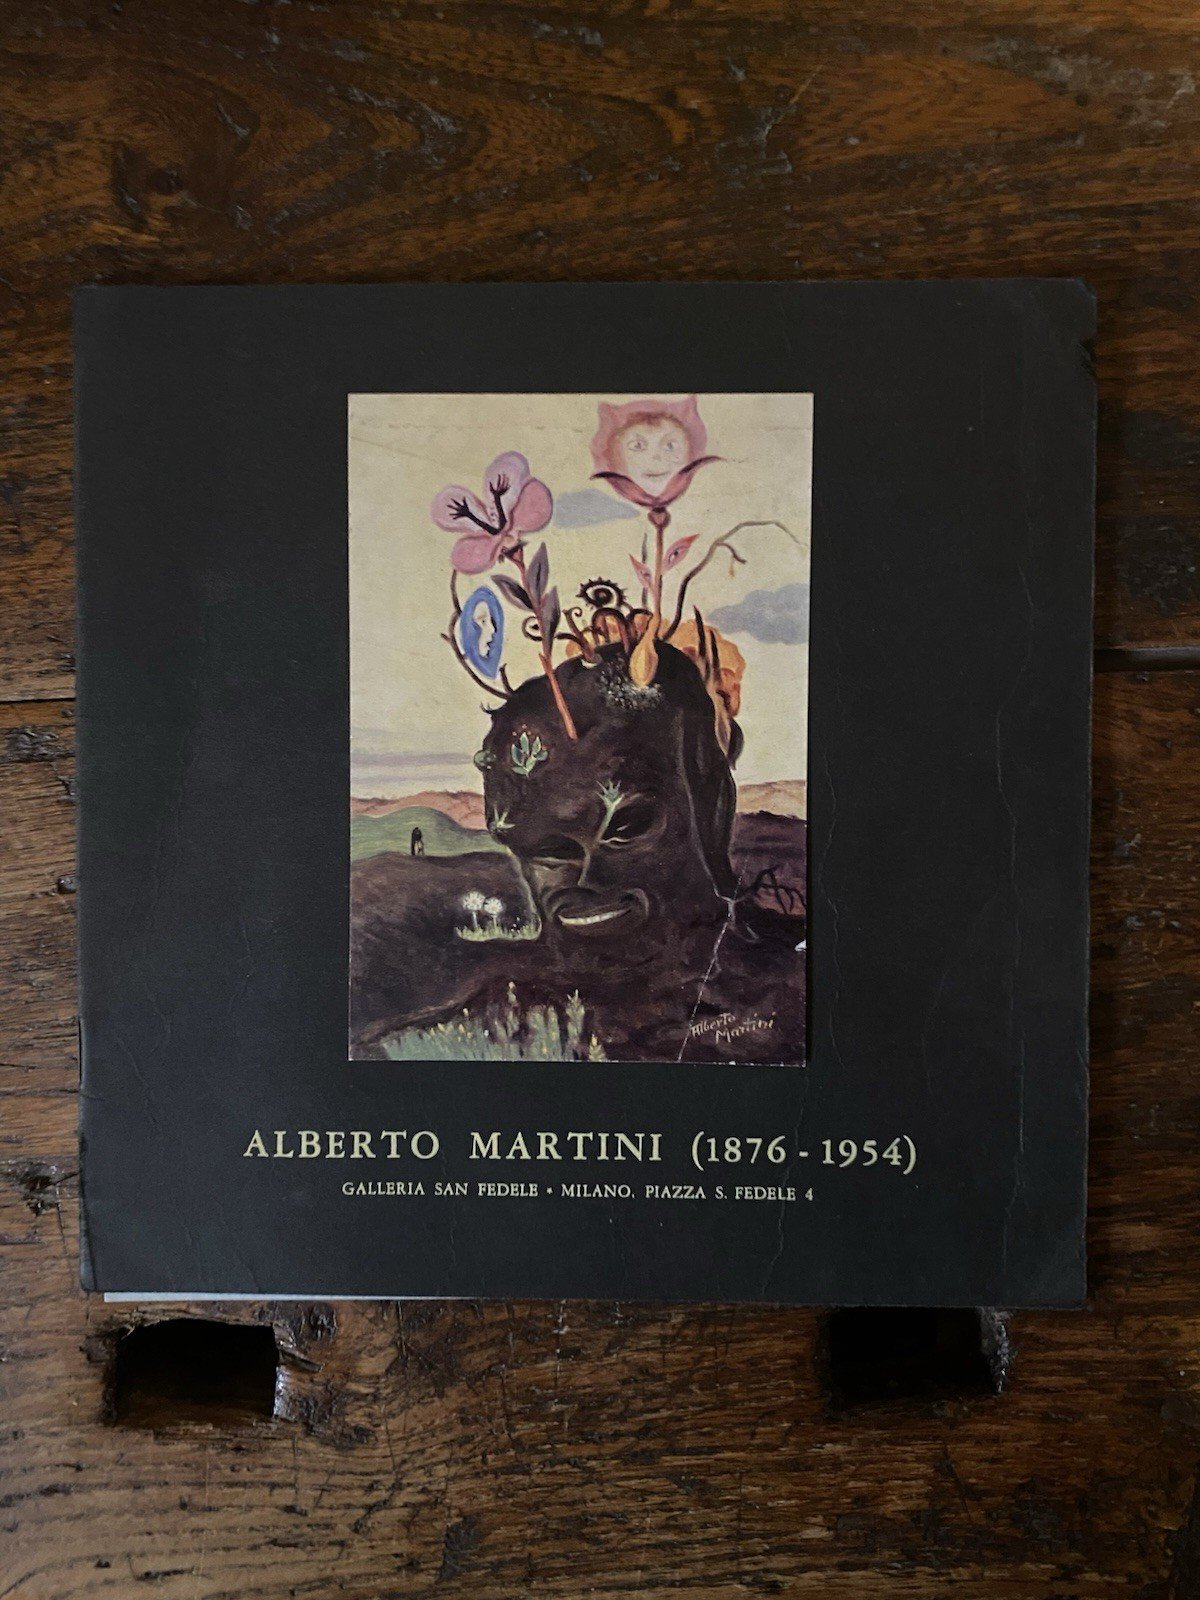 Alberto
Martini
ALBERTO MARTINI (1876 - 1954)
GALLERIA SAN FEDELE * MILANO, PIAZZA S. FEDELE 4